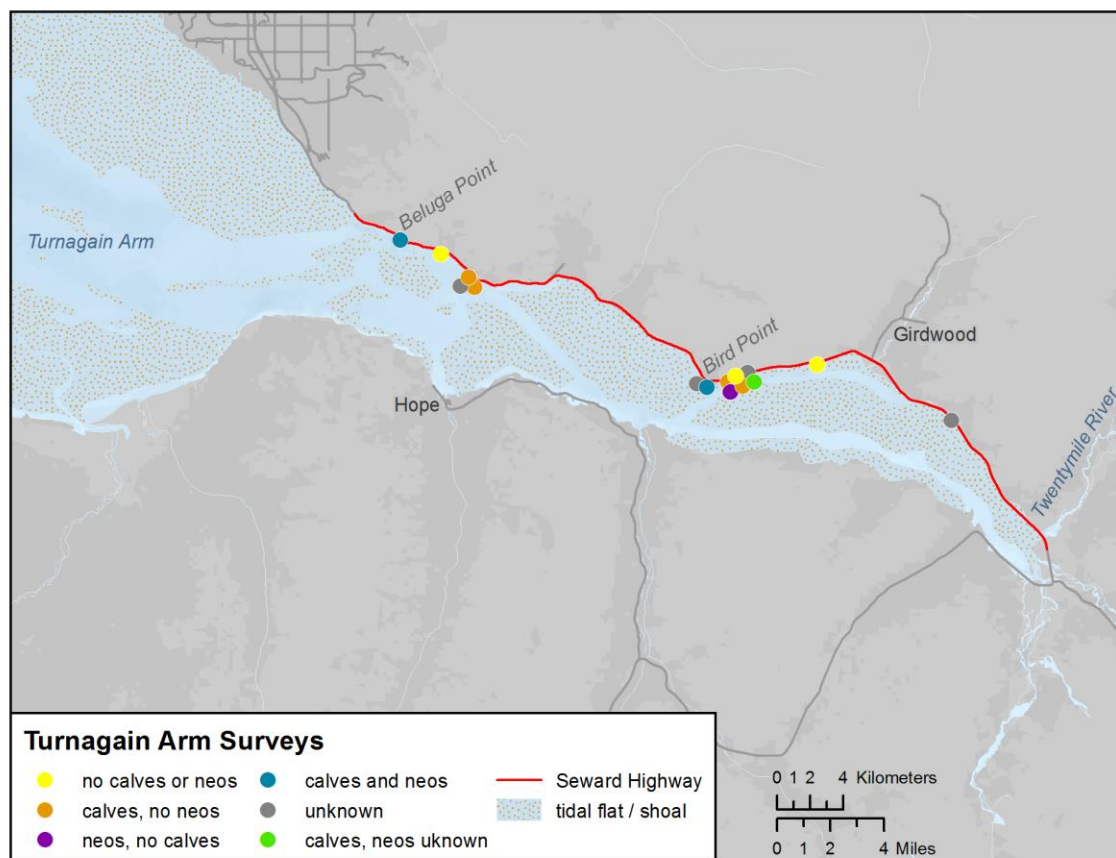 Beluga Point
Turnagain Arm
Bird Point
Girdwood
Hope
Twentymile River
Turnagain Arm Surveys
no calves or neos
calves and neos
Seward Highway
calves, no neos
unknown
tidal flat / shoal
neos, no calves
calves, neos uknown
0 1 2 4 Kilometers
0 1 2 4 Miles